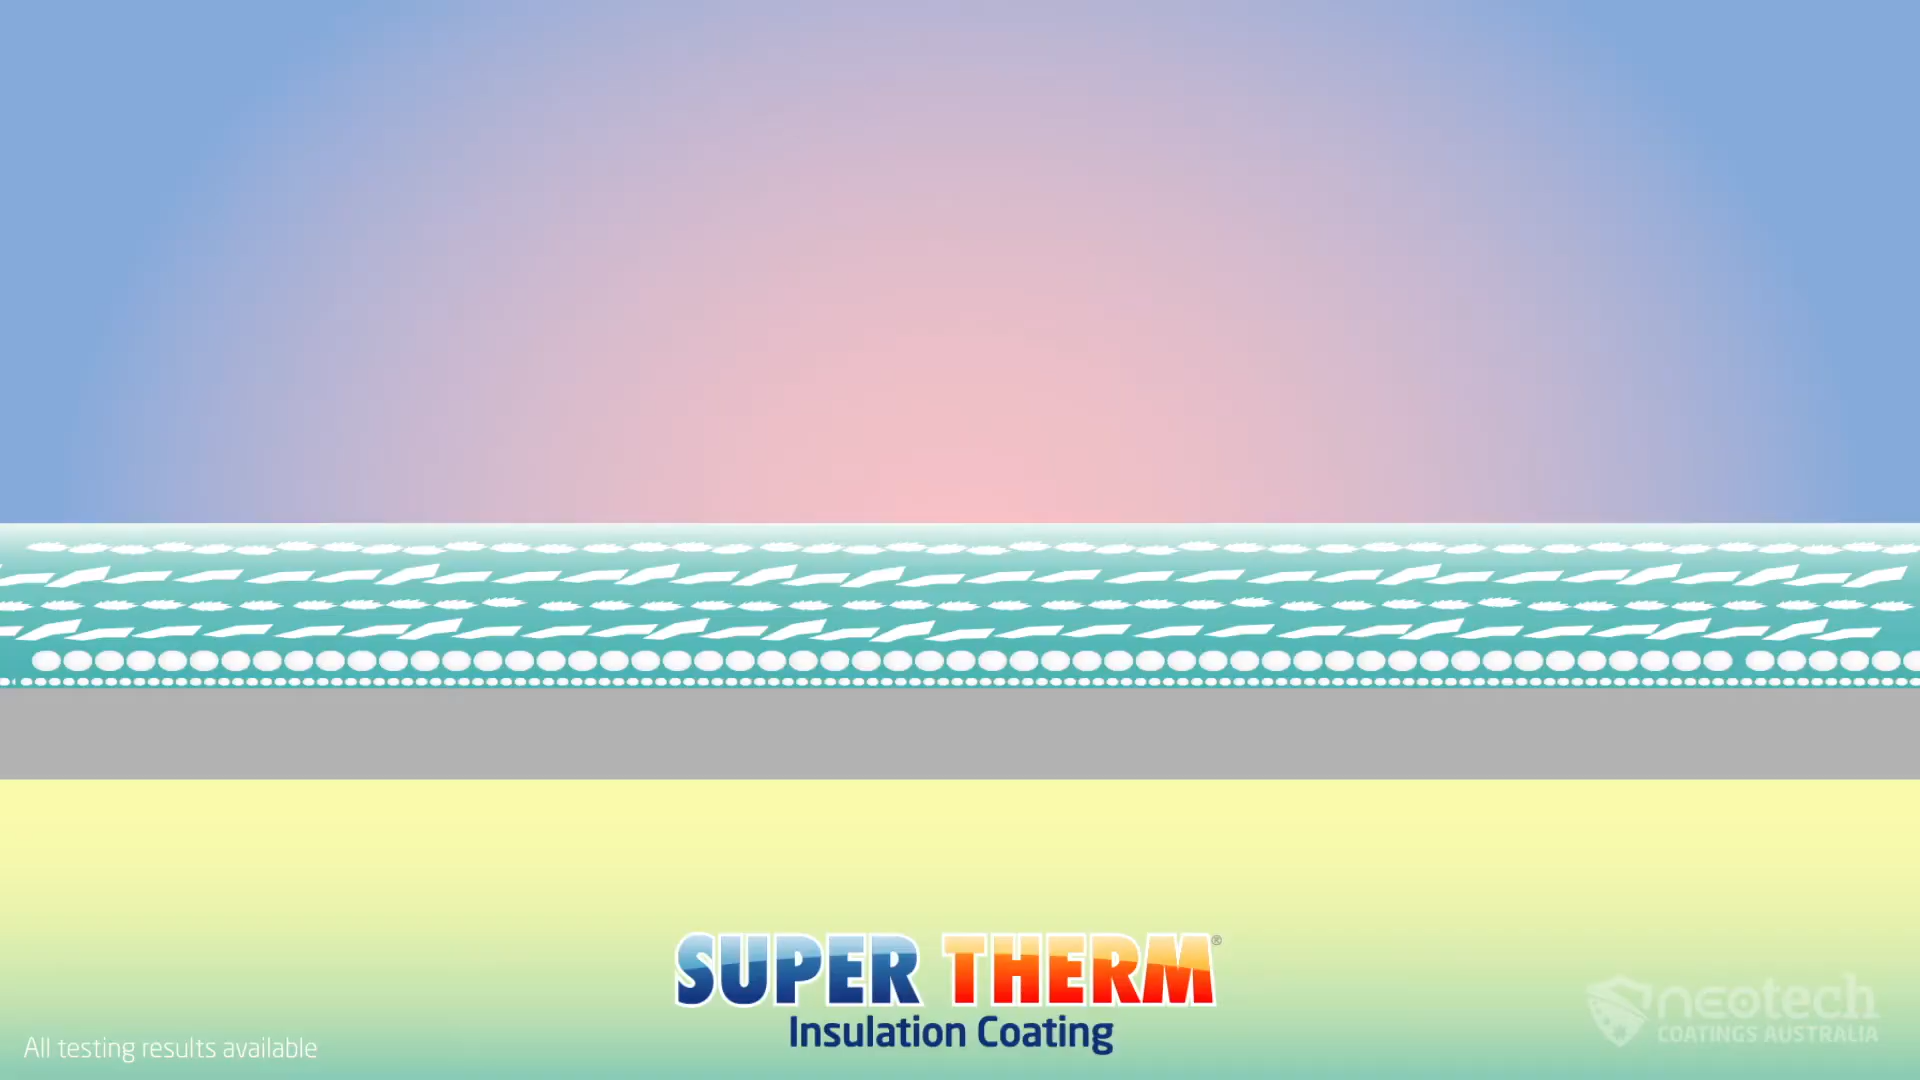 SUPER THERM®
Insulation Coating
All testing results available
neotech
COATINGS AUSTRALIA